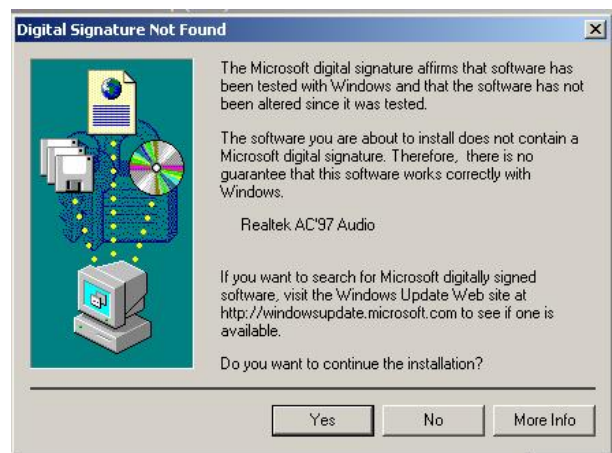 Digital Signature Not Found
The Microsoft digital signature affirms that software has
been tested with Windows and that the software has not
been altered since it was tested.
The software you are about to install does not contain a
Microsoft digital signature. Therefore, there is no
guarantee that this software works correctly with
Windows.
Realtek AC'97 Audio
If you want to search for Microsoft digitally signed
software, visit the Windows Update Web site at
http://windowsupdate.microsoft.com to see if one is
available.
Do you want to continue the installation?
Yes
No
More Info